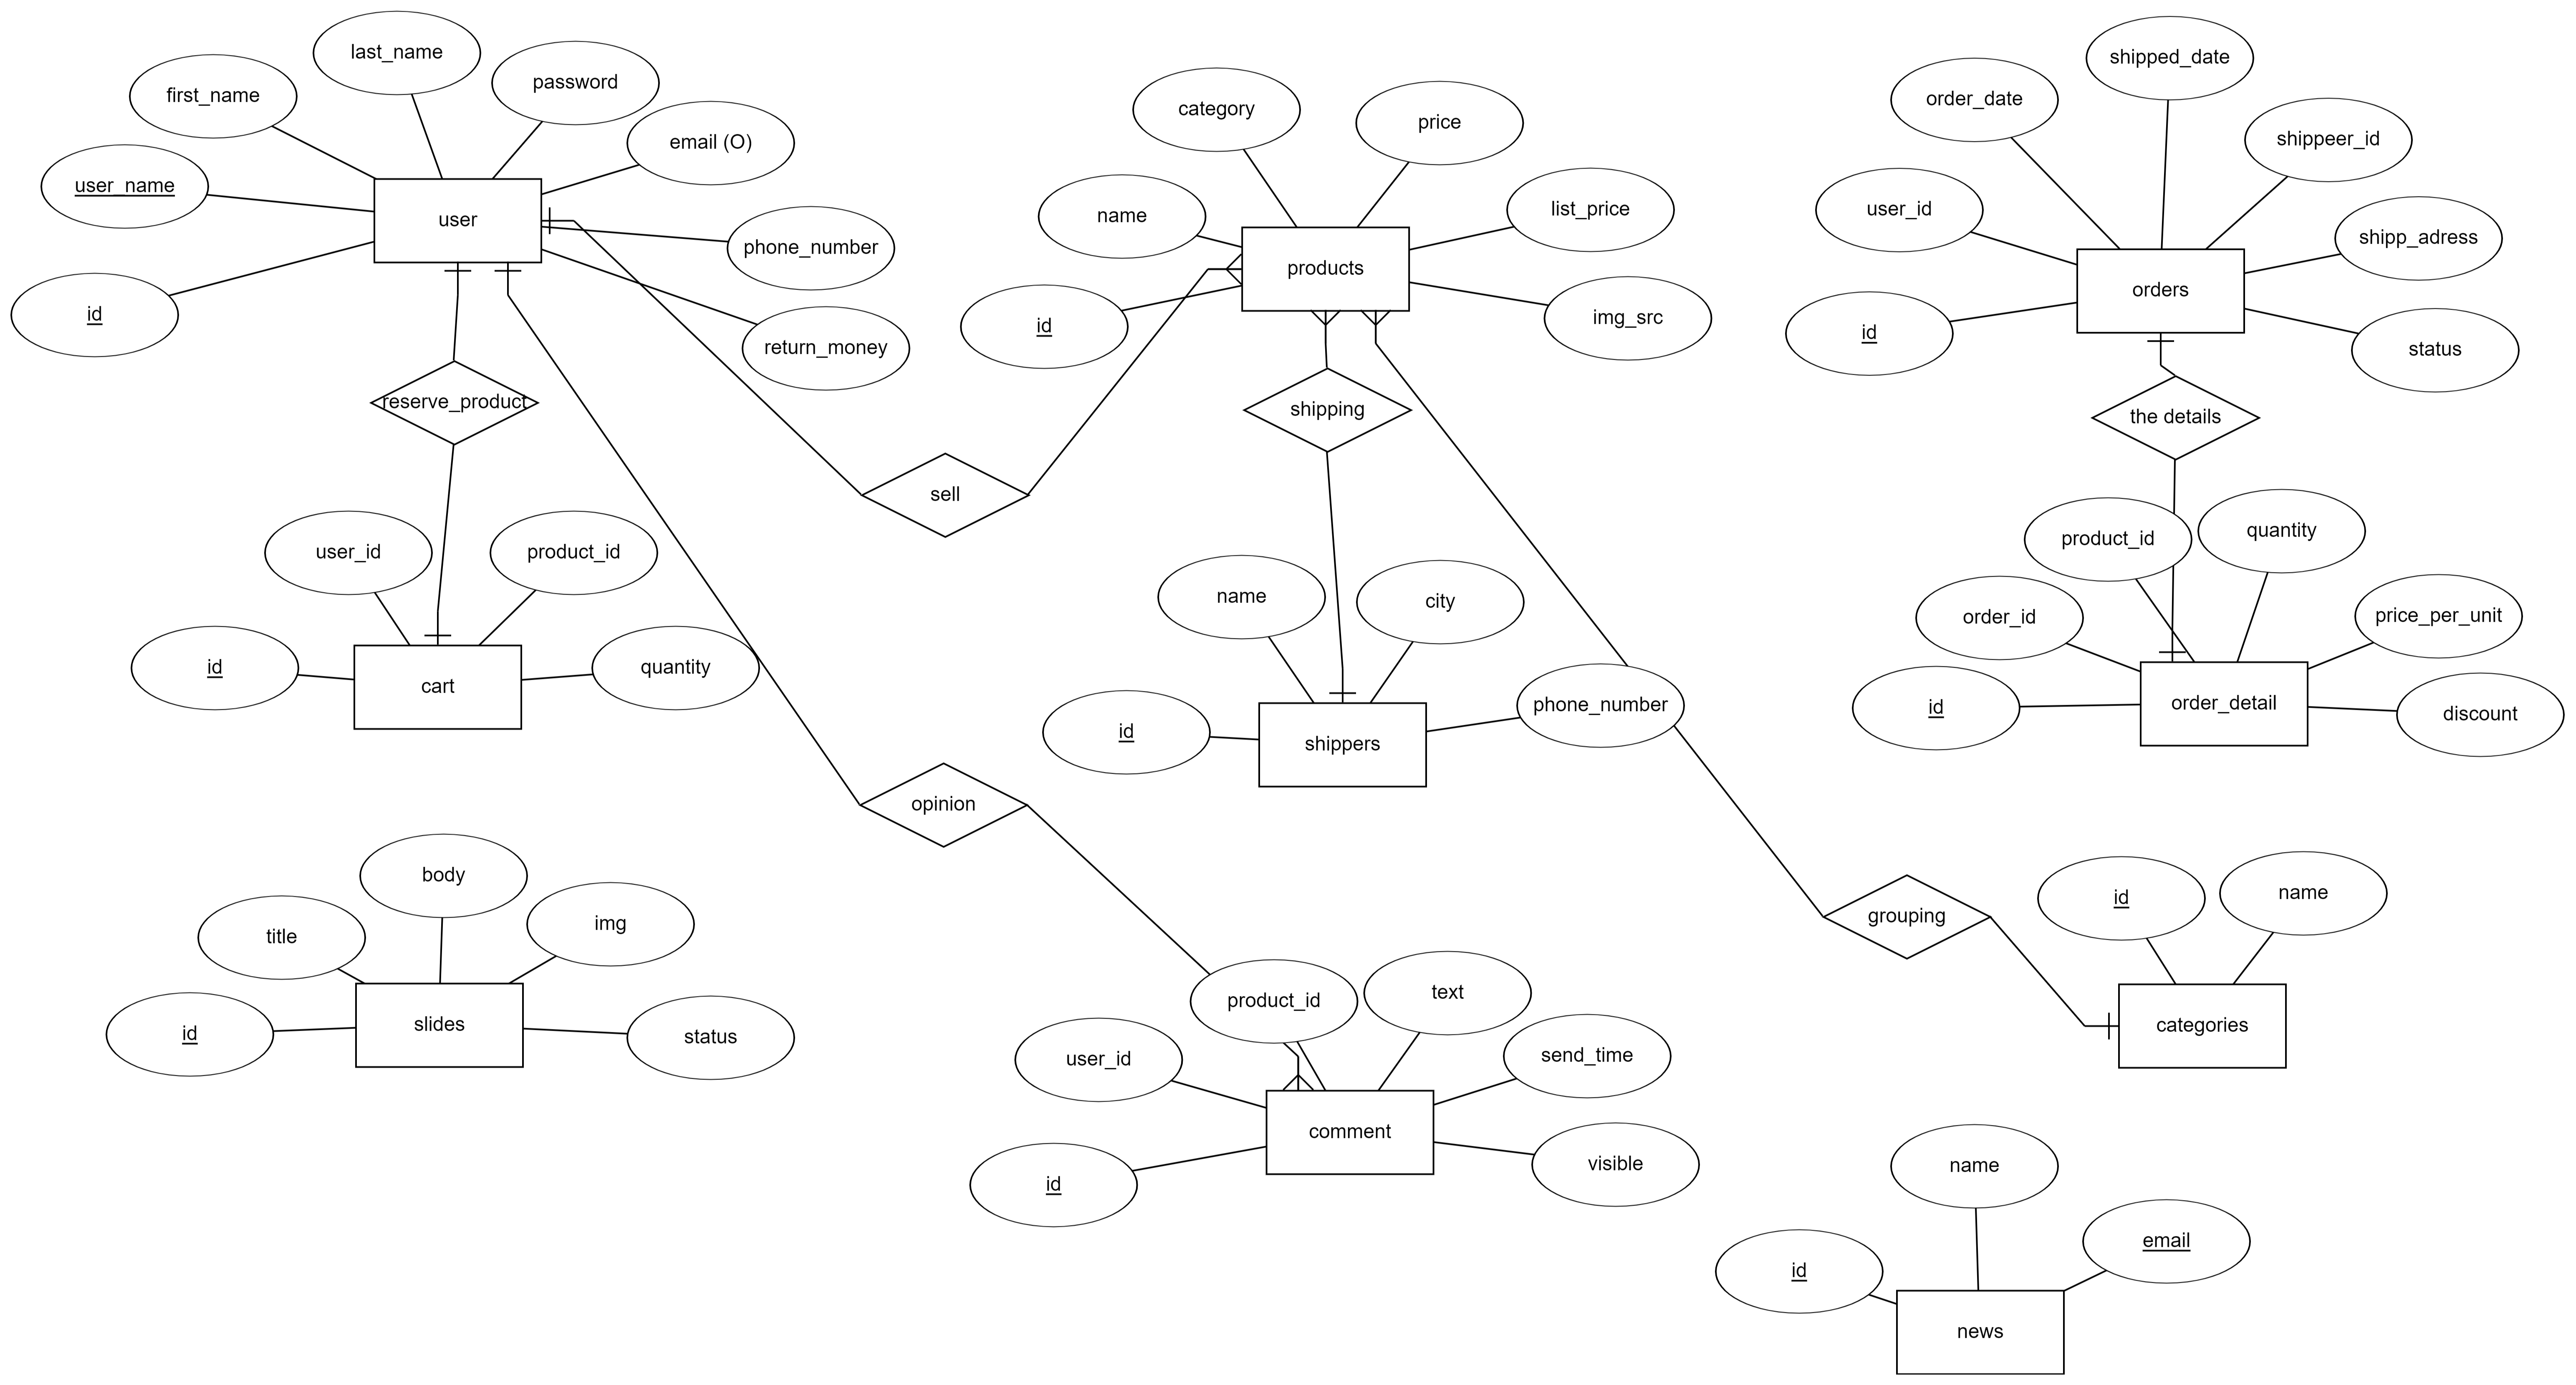 last_name
password
first_name
email (O)
user_name
user
phone_number
id
return_money
reserve_product
sell
user_id
product_id
id
quantity
cart
opinion
body
title
img
id
slides
status
category
price
name
list_price
products
id
img_src
shipping
name
city
id
shippers
phone_number
product_id
text
user_id
send_time
comment
id
visible
shipped_date
order_date
shippeer_id
user_id
shipp_adress
orders
id
status
the details
product_id
quantity
order_id
price_per_unit
id
order_detail
discount
grouping
id
name
categories
name
email
id
news